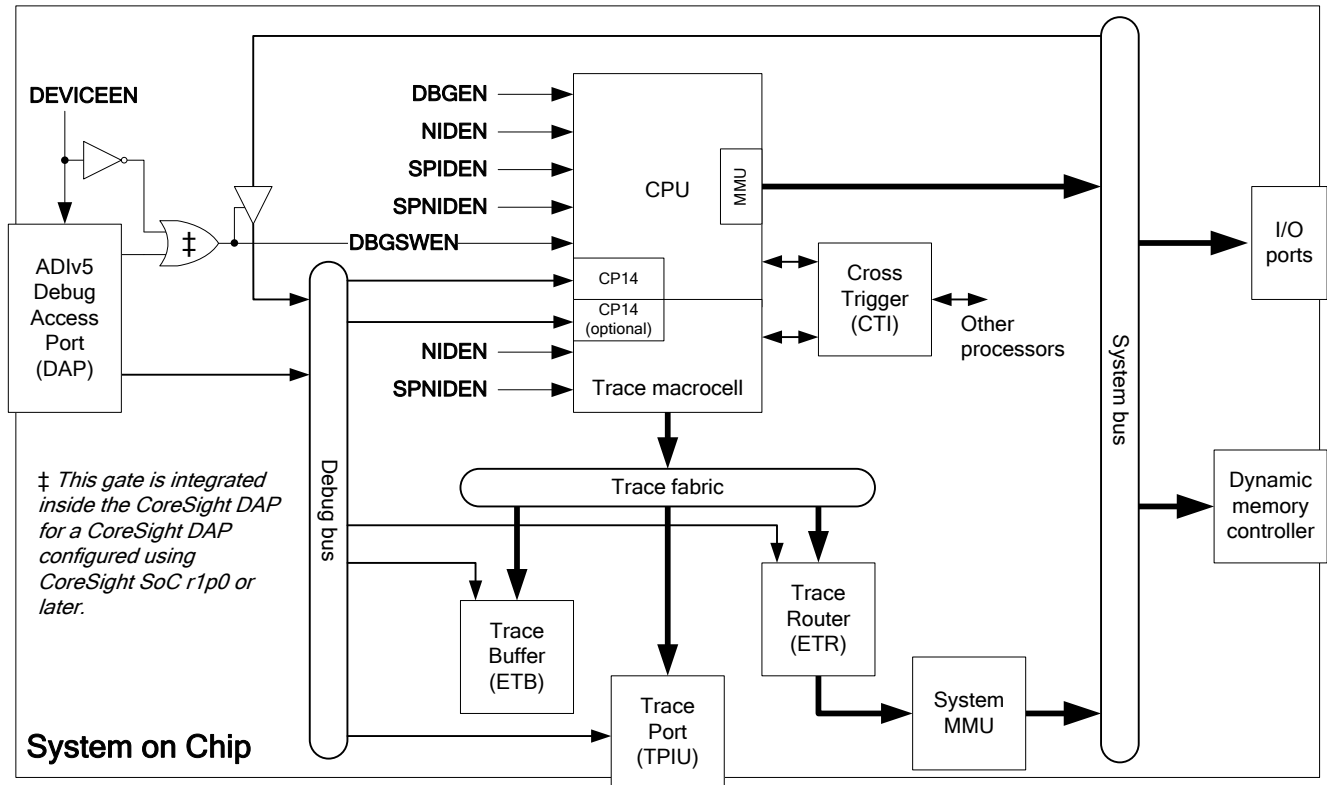 DEVICEEN
ADIv5
Debug
Access
Port
(DAP)
‡
‡ This gate is integrated
inside the CoreSight DAP
for a CoreSight DAP
configured using
CoreSight SoC r1p0 or
later.
System on Chip
Debug bus
DBGEN
NIDEN
SPIDEN
SPNIDEN
DBGSWEN
CPU
MMU
CP14
CP14
(optional)
NIDEN
SPNIDEN
Trace macrocell
Cross
Trigger
(CTI)
Other
processors
Trace fabric
Trace
Buffer
(ETB)
Trace
Port
(TPIU)
Trace
Router
(ETR)
System
MMU
System bus
I/O
ports
Dynamic
memory
controller